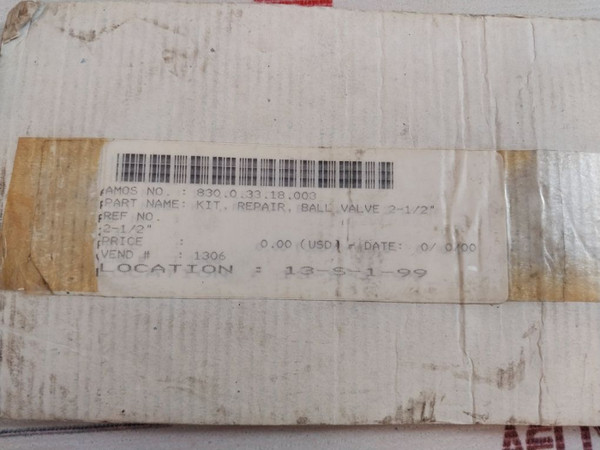 AMOS NO. : 830.0.33.18.003
PART NAME: KIT, REPAIR, BALL VALVE 2-1/2"
REF NO.
2-1/2"
PRICE : 0.00 (USD) - DATE: 0/ 0/00
VEND # : 1306
LOCATION : 13-S-1-99